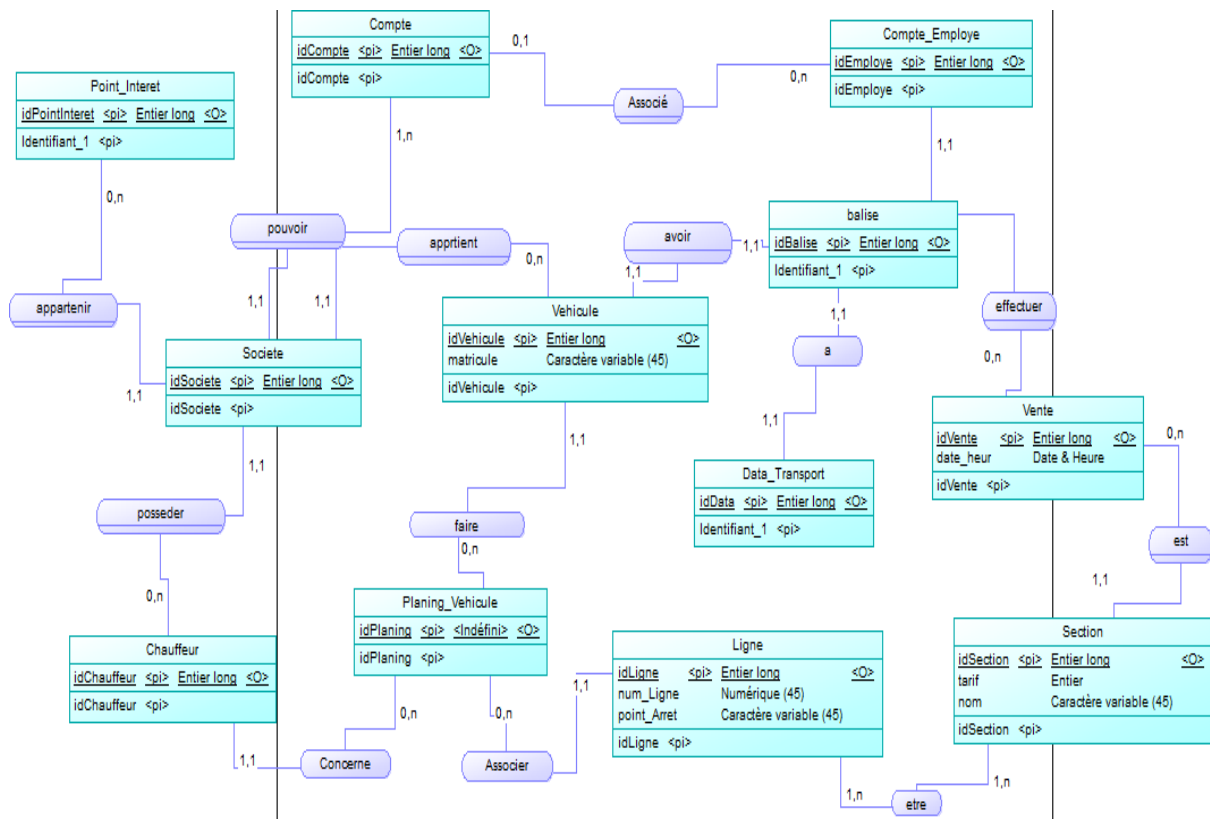 Compte
idCompte <pi> Entier long <O>
idCompte <pi>
0,1
Compte_Employe
idEmploye <pi> Entier long <O>
idEmploye <pi>
0,n
Associé
Point_Interet
idPointInteret <pi> Entier long <O>
Identifiant_1 <pi>
1,n
1,1
0,n
pouvoir
apprtient
0,n
avoir
1,1
1,1
balise
idBalise <pi> Entier long <O>
Identifiant_1 <pi>
appartenir
1,1
1,1
1,1
effectuer
Vehicule
idVehicule <pi> Entier long <O>
matricule Caractère variable (45)
idVehicule <pi>
1,1
a
0,n
Societe
idSociete <pi> Entier long <O>
idSociete <pi>
1,1
1,1
1,1
Vente
idVente <pi> Entier long <O>
date_heur Date & Heure
idVente <pi>
0,n
Data_Transport
idData <pi> Entier long <O>
Identifiant_1 <pi>
posseder
faire
0,n
est
0,n
1,1
Planing_Vehicule
idPlaning <pi> <Indéfini> <O>
idPlaning <pi>
Chauffeur
idChauffeur <pi> Entier long <O>
idChauffeur <pi>
Ligne
idLigne <pi> Entier long <O>
num_Ligne Numérique (45)
point_Arret Caractère variable (45)
idLigne <pi>
Section
idSection <pi> Entier long <O>
tarif Entier
nom Caractère variable (45)
idSection <pi>
1,1
0,n
0,n
1,1
Concerne
Associer
1,n
etre
1,n